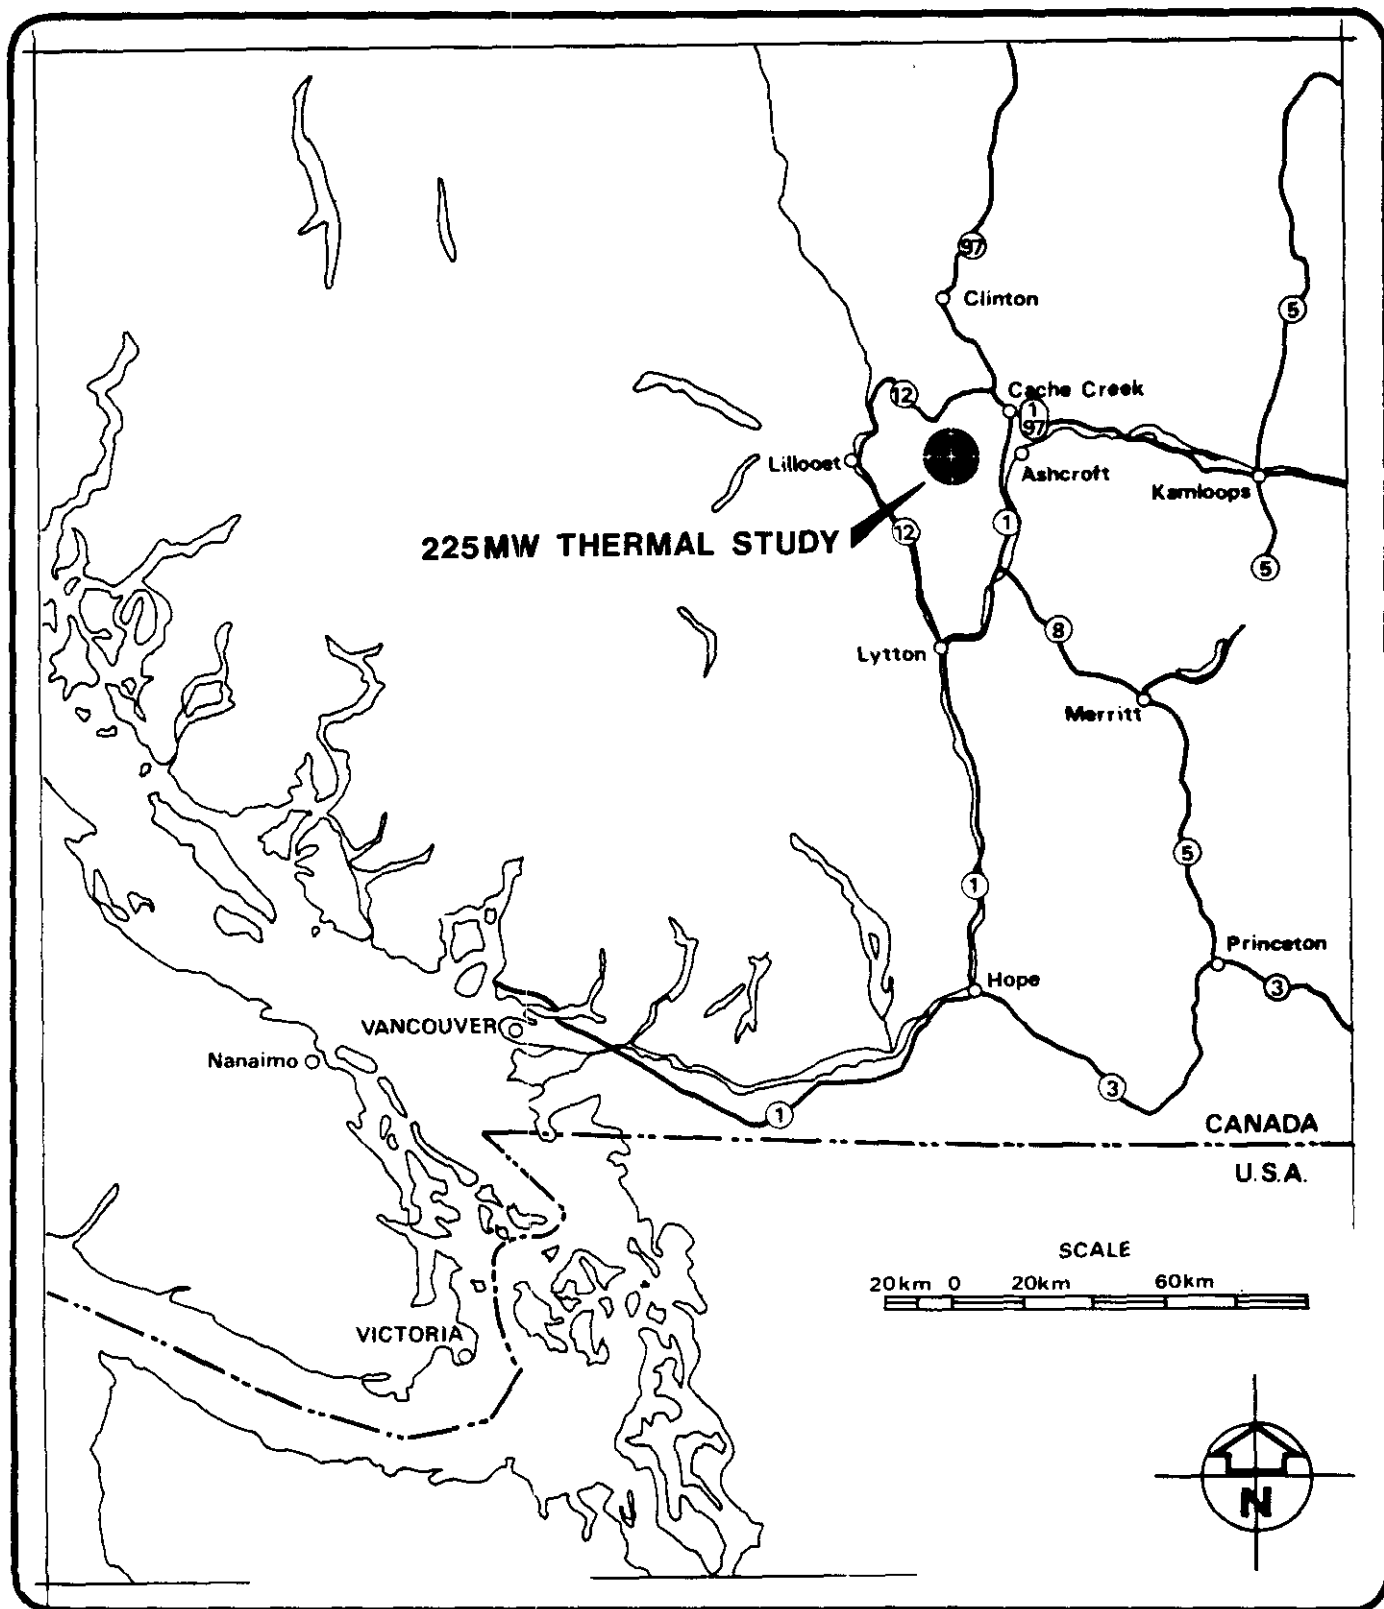 97
Clinton
5
12
Cache Creek
1
97
Lillooet
Ashcroft
Kamloops
225MW THERMAL STUDY
12
1
5
8
Lytton
Merritt
5
1
Princeton
Hope
3
VANCOUVER
Nanaimo
3
1
CANADA
U.S.A.
SCALE
20km 0 20km 60km
VICTORIA
N